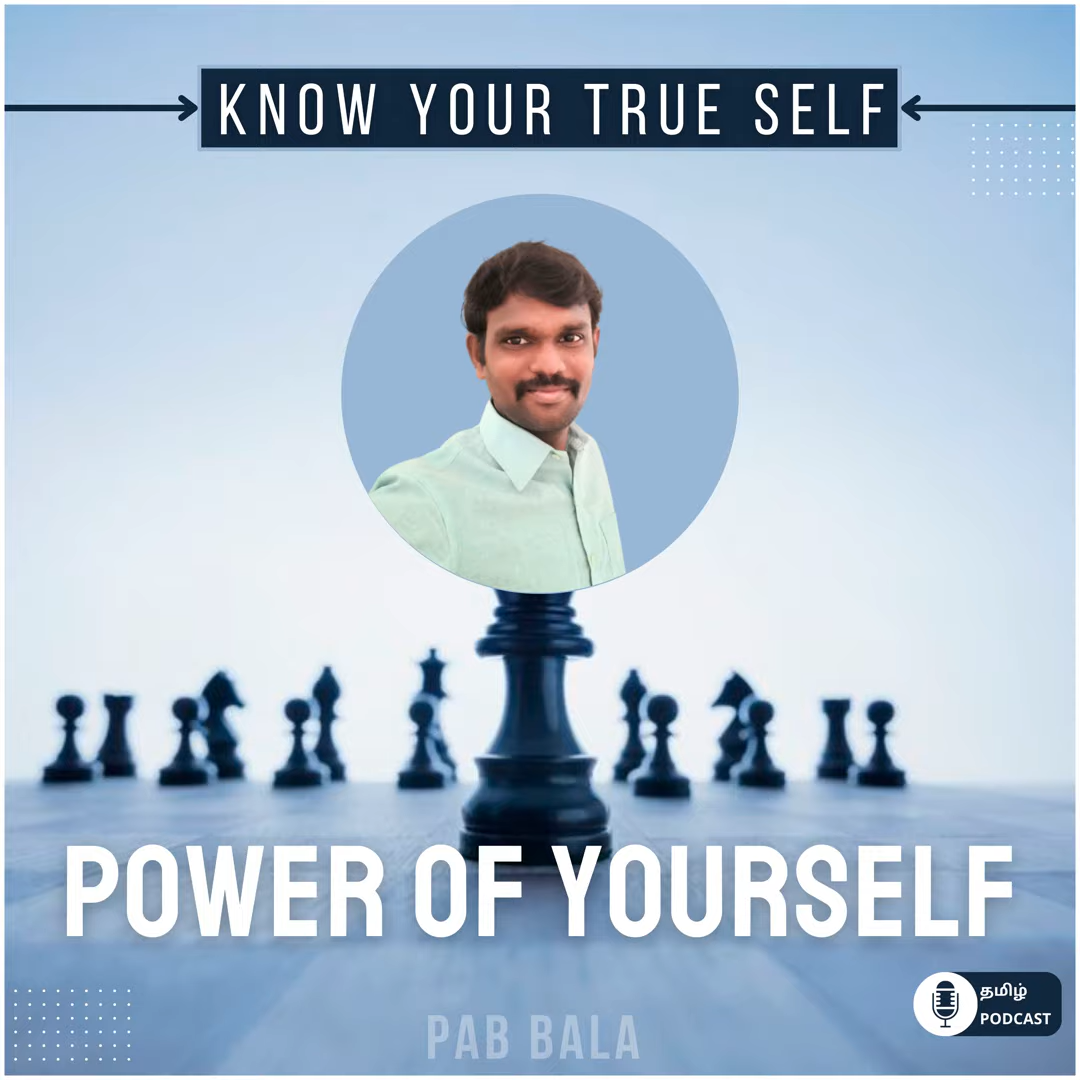 KNOW YOUR TRUE SELF
POWER OF YOURSELF
தமிழ்
PODCAST
PAB BALA